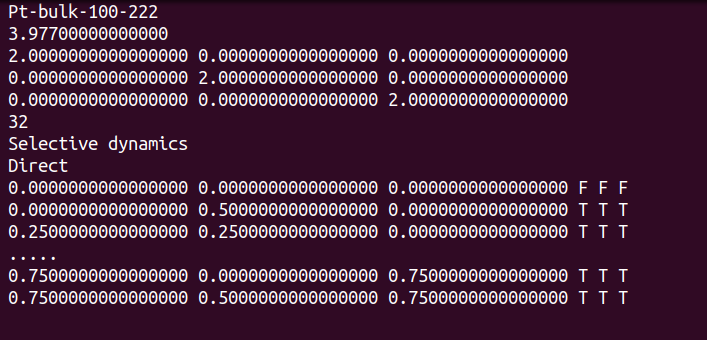 Pt-bulk-100-222
3.97700000000000
2.0000000000000000 0.0000000000000000 0.0000000000000000
0.0000000000000000 2.0000000000000000 0.0000000000000000
0.0000000000000000 0.0000000000000000 2.0000000000000000
32
Selective dynamics
Direct
0.0000000000000000 0.0000000000000000 0.0000000000000000 F F F
0.0000000000000000 0.5000000000000000 0.0000000000000000 T T T
0.2500000000000000 0.2500000000000000 0.0000000000000000 T T T
.....
0.7500000000000000 0.0000000000000000 0.7500000000000000 T T T
0.7500000000000000 0.5000000000000000 0.7500000000000000 T T T